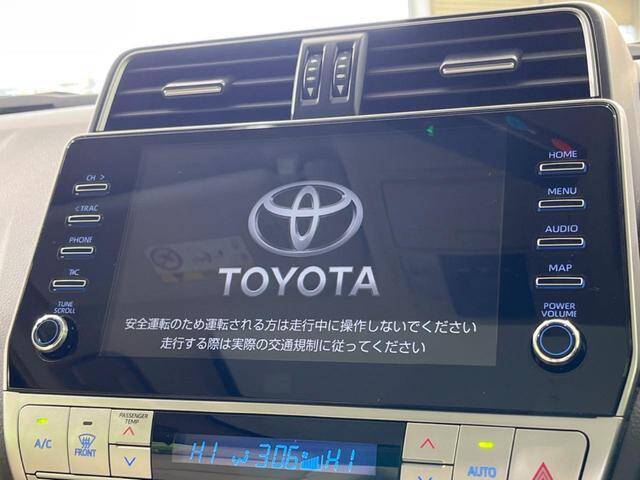 CH >
HOME
< TRAC
MENU
PHONE
AUDIO
TOYOTA
MAP
TUNE
SCROLL
POWER
VOLUME
安全運転のため運転される方は走行中に操作しないでください
走行する際は実際の交通規制に従ってください
PASSENGER
TEMP
A/C
FRONT
HI
306
HI
AUTO